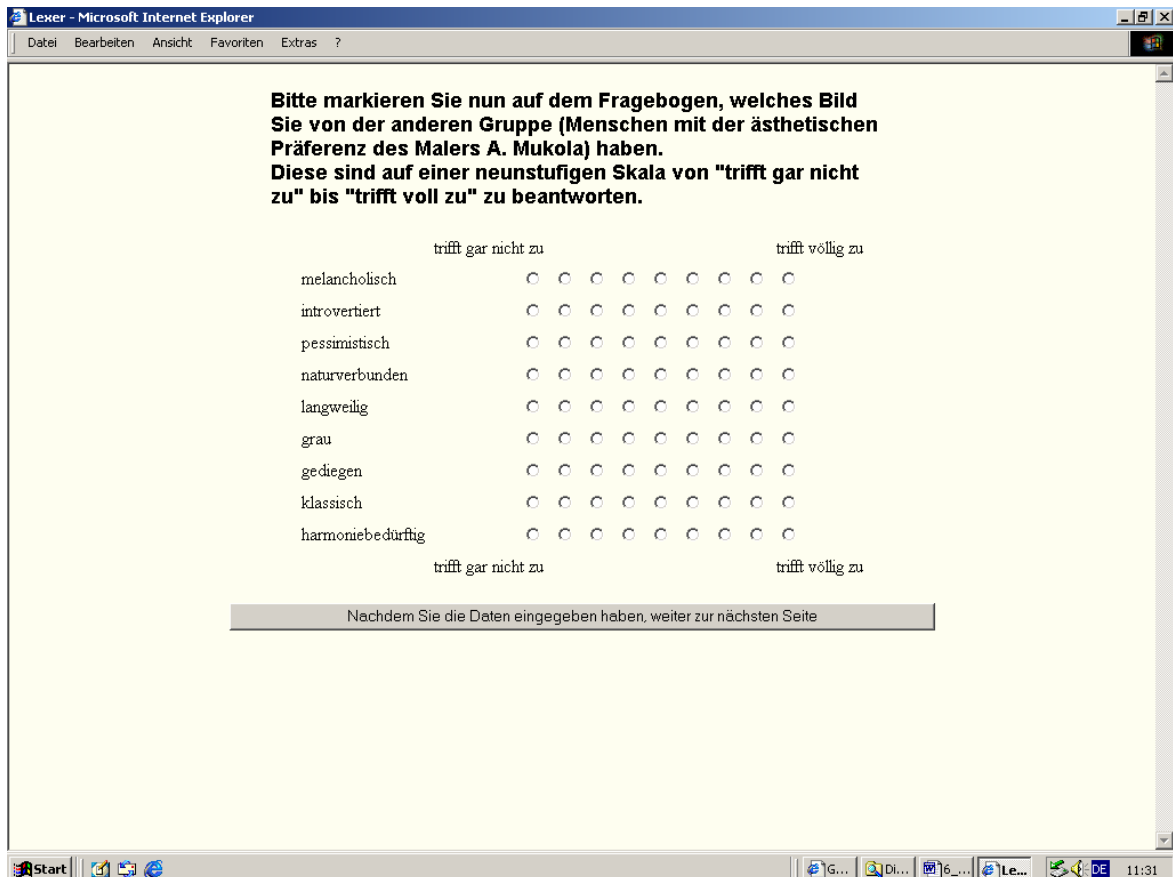 Lexer - Microsoft Internet Explorer
Datei Bearbeiten Ansicht Favoriten Extras ?
Bitte markieren Sie nun auf dem Fragebogen, welches Bild
Sie von der anderen Gruppe (Menschen mit der ästhetischen
Präferenz des Malers A. Mukola) haben.
Diese sind auf einer neunstufigen Skala von "trifft gar nicht
zu" bis "trifft voll zu" zu beantworten.
trifft gar nicht zu trifft völlig zu
melancholisch
introvertiert
pessimistisch
naturverbunden
langweilig
grau
gediegen
klassisch
harmoniebedürftig
trifft gar nicht zu trifft völlig zu
Nachdem Sie die Daten eingegeben haben, weiter zur nächsten Seite
Start G... Di... 6_... Le... DE 11:31